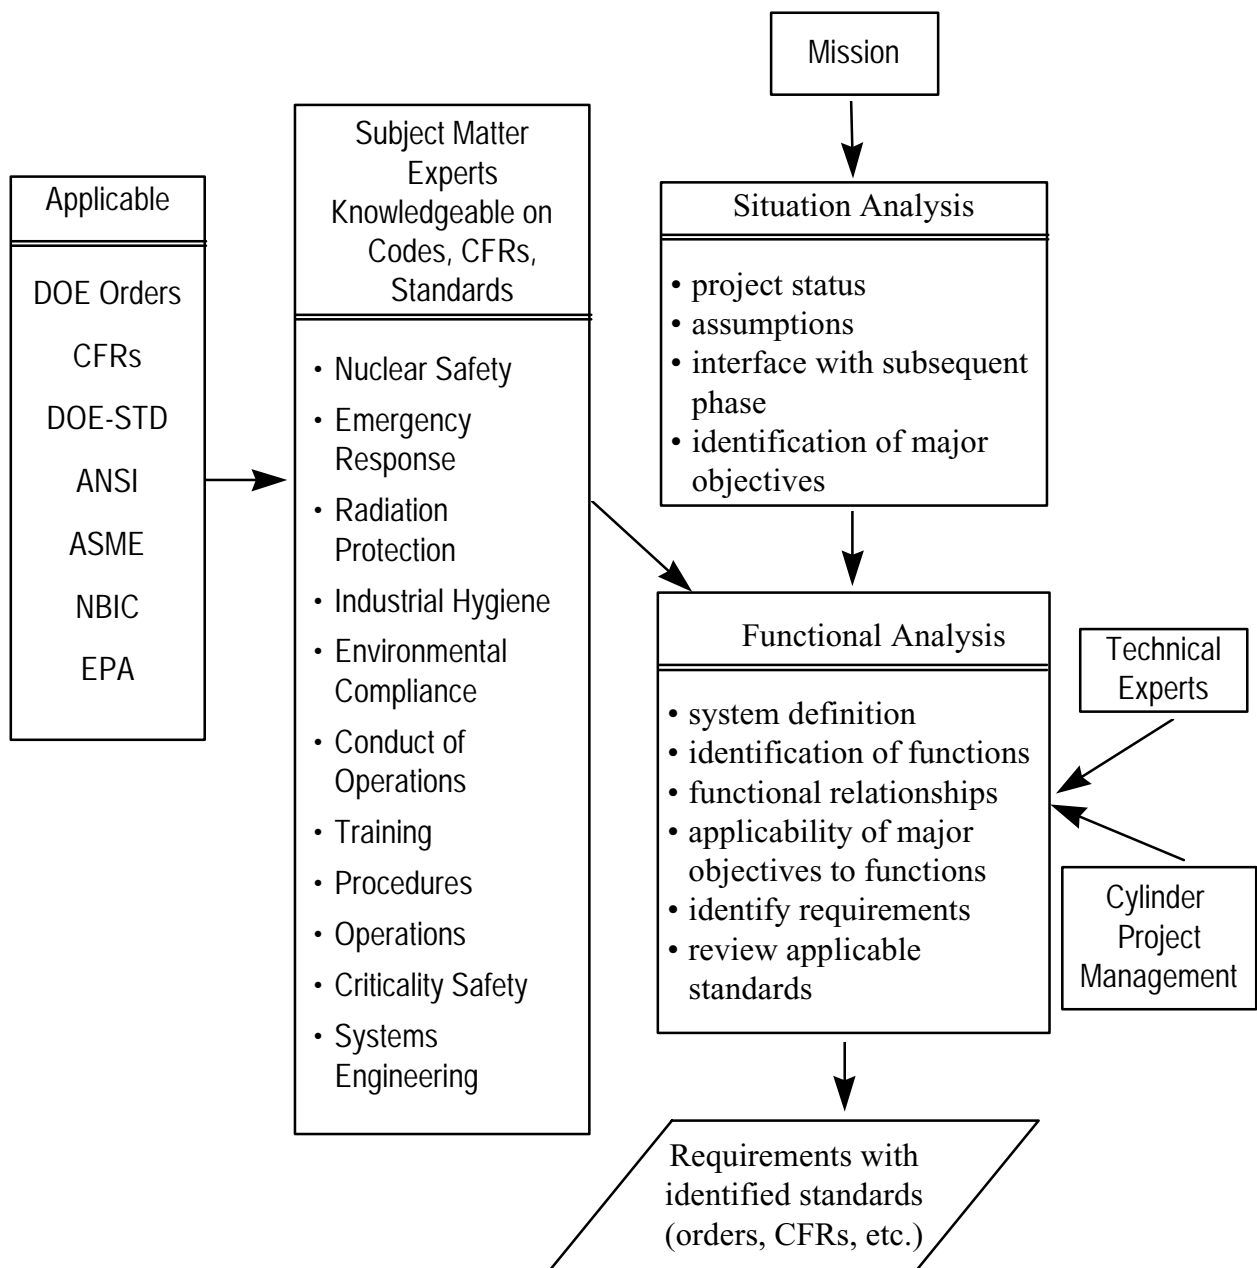 Mission
Subject Matter
Experts
Knowledgeable on
Codes, CFRs,
Standards
Applicable
DOE Orders
CFRs
DOE-STD
ANSI
ASME
NBIC
EPA
• Nuclear Safety
• Emergency
Response
• Radiation
Protection
• Industrial Hygiene
• Environmental
Compliance
• Conduct of
Operations
• Training
• Procedures
• Operations
• Criticality Safety
• Systems
Engineering
Situation Analysis
• project status
• assumptions
• interface with subsequent
phase
• identification of major
objectives
Functional Analysis
• system definition
• identification of functions
• functional relationships
• applicability of major
objectives to functions
• identify requirements
• review applicable
standards
Technical
Experts
Cylinder
Project
Management
Requirements with
identified standards
(orders, CFRs, etc.)